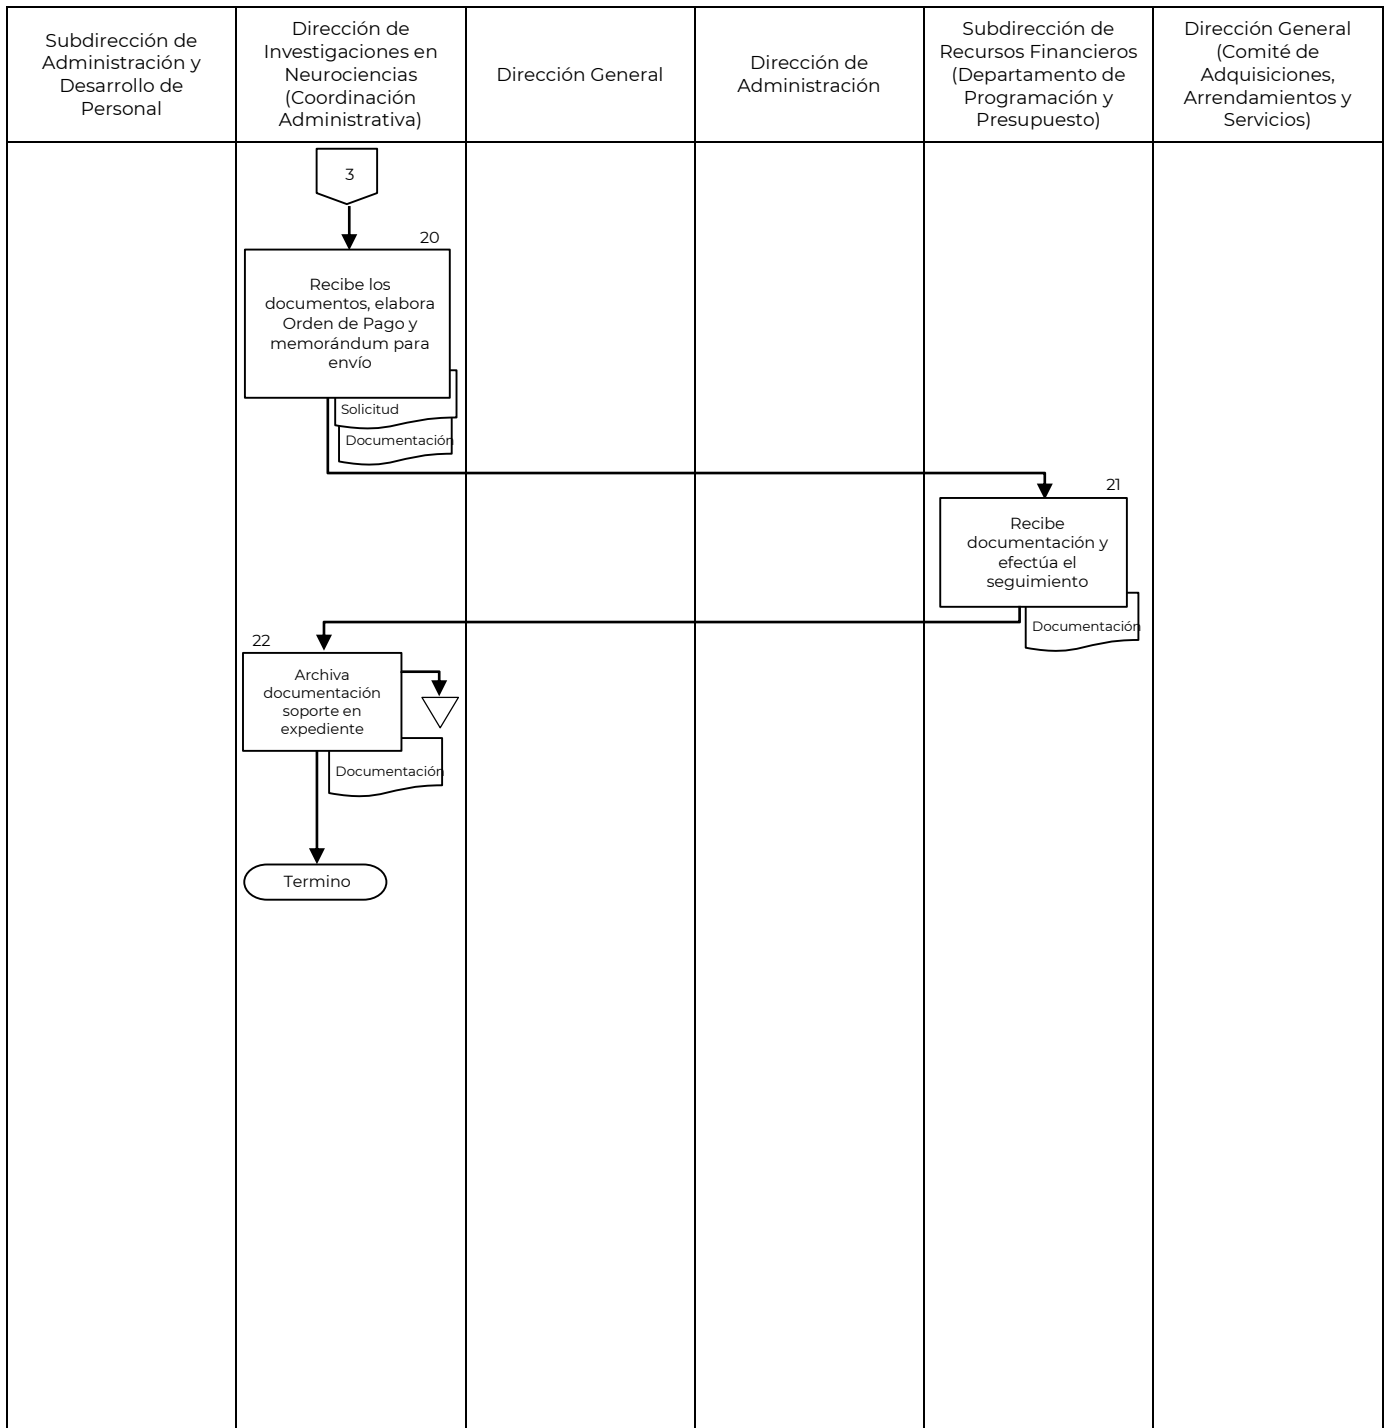 Subdirección de
Administración y
Desarrollo de
Personal
Dirección de
Investigaciones en
Neurociencias
(Coordinación
Administrativa)
Dirección General
Dirección de
Administración
Subdirección de
Recursos Financieros
(Departamento de
Programación y
Presupuesto)
Dirección General
(Comité de
Adquisiciones,
Arrendamientos y
Servicios)
3
20
Recibe los
documentos, elabora
Orden de Pago y
memorándum para
envío
Solicitud
Documentación
21
Recibe
documentación y
efectúa el
seguimiento
Documentación
22
Archiva
documentación
soporte en
expediente
Documentación
Termino